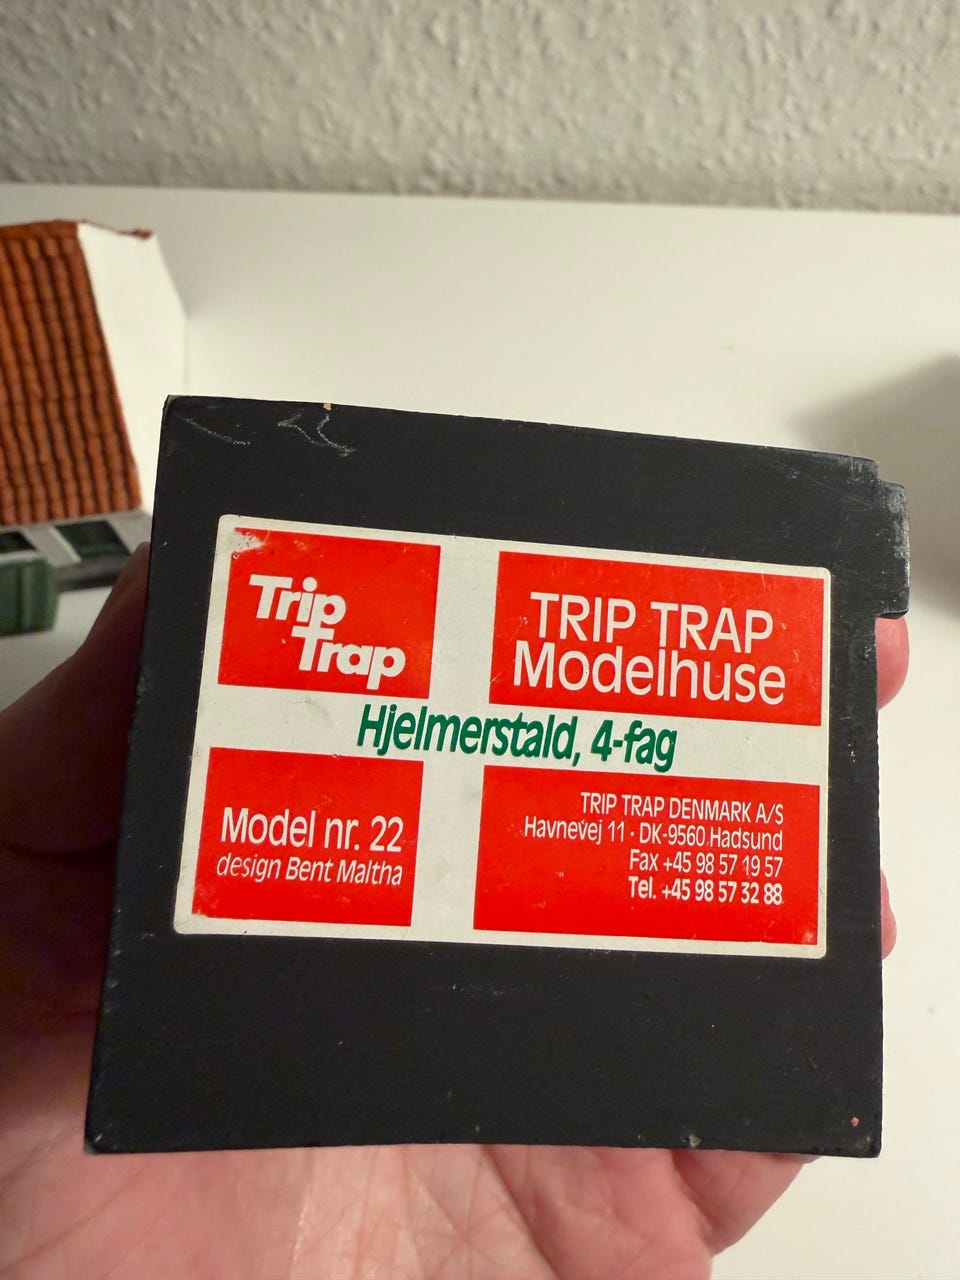 Trip
Trap
TRIP TRAP
Modelhuse
Hjelmerstald, 4-fag
Model nr. 22
design Bent Maltha
TRIP TRAP DENMARK A/S
Havnevej 11 · DK-9560 Hadsund
Fax +45 98 57 19 57
Tel. +45 98 57 32 88